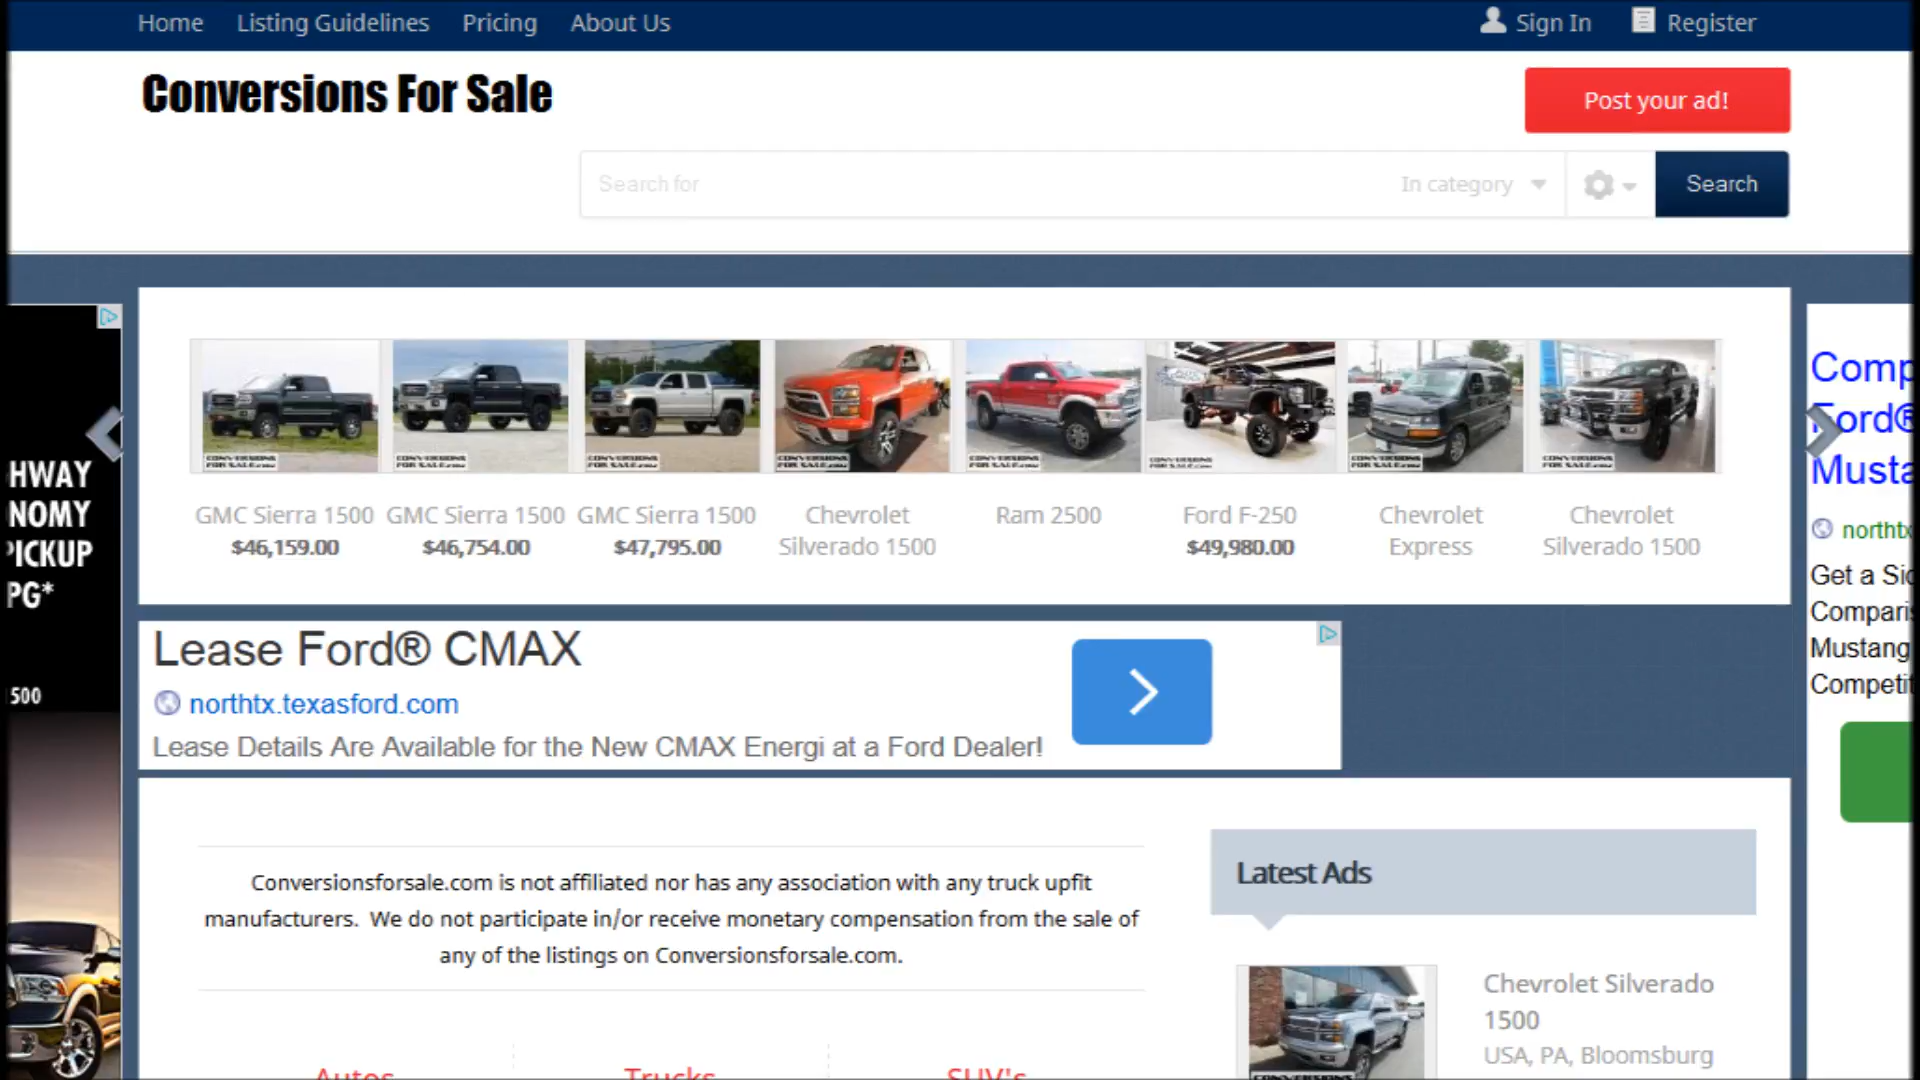 Home Listing Guidelines Pricing About Us Sign In Register
Conversions For Sale
Post your ad!
Search for In category Search
GMC Sierra 1500
$46,159.00
GMC Sierra 1500
$46,754.00
GMC Sierra 1500
$47,795.00
Chevrolet
Silverado 1500
Ram 2500
Ford F-250
$49,980.00
Chevrolet
Express
Chevrolet
Silverado 1500
HWAY
NOMY
PICKUP
PG*
500
Comp
Ford®
Musta
northtx
Get a Sid
Comparis
Mustang
Competit
Lease Ford® CMAX
northtx.texasford.com
Lease Details Are Available for the New CMAX Energi at a Ford Dealer!
Conversionsforsale.com is not affiliated nor has any association with any truck upfit
manufacturers. We do not participate in/or receive monetary compensation from the sale of
any of the listings on Conversionsforsale.com.
Latest Ads
Chevrolet Silverado
1500
USA, PA, Bloomsburg
Autos Trucks SUV's